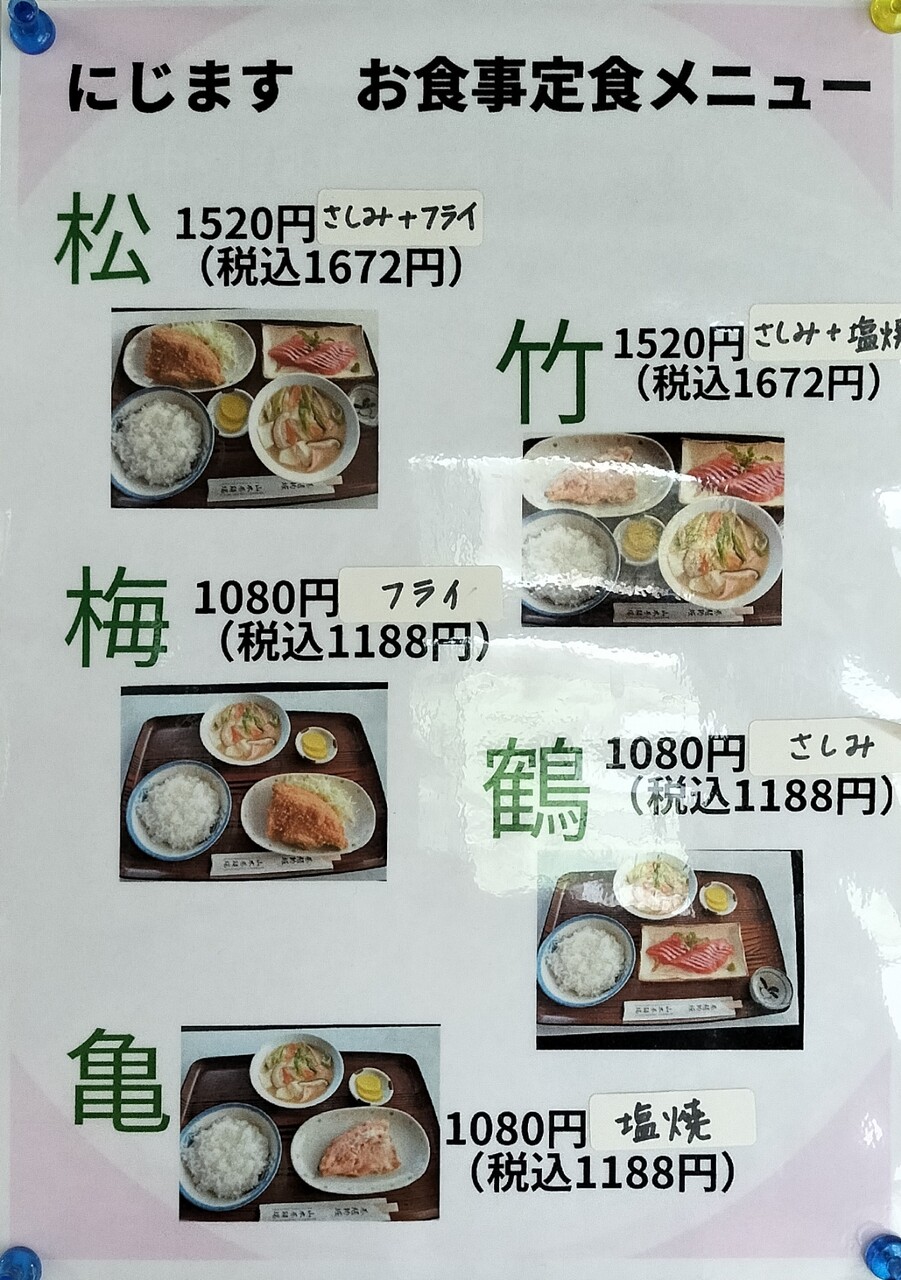 にじます　お食事定食メニュー
松
1520円 さしみ+フライ
（税込1672円）
竹
1520円 さしみ+塩焼
（税込1672円）
梅
1080円 フライ
（税込1188円）
鶴
1080円 さしみ
（税込1188円）
亀
1080円 塩焼
（税込1188円）